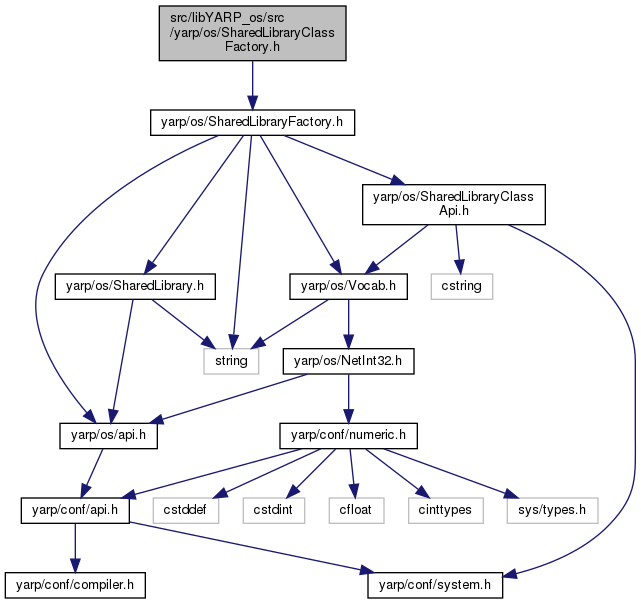 src/libYARP_os/src
/yarp/os/SharedLibraryClass
Factory.h
yarp/os/SharedLibraryFactory.h
yarp/os/SharedLibraryClass
Api.h
yarp/os/SharedLibrary.h
yarp/os/Vocab.h
cstring
string
yarp/os/NetInt32.h
yarp/os/api.h
yarp/conf/numeric.h
yarp/conf/api.h
cstddef
cstdint
cfloat
cinttypes
sys/types.h
yarp/conf/compiler.h
yarp/conf/system.h